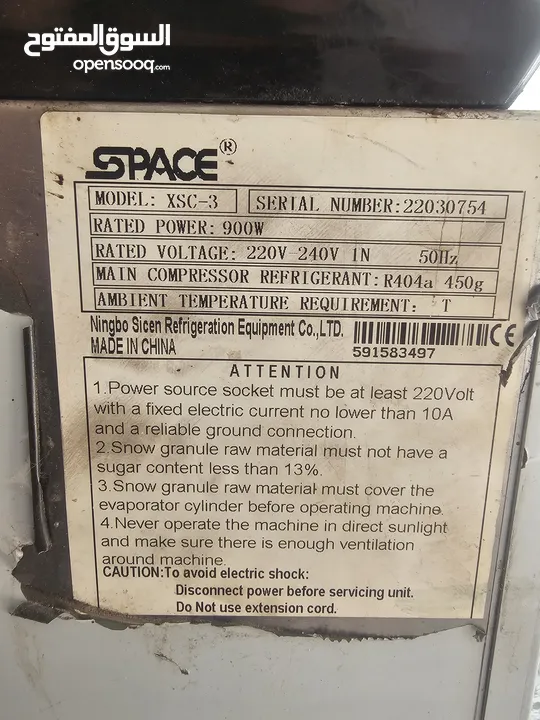 السوق المفتوح
opensooq.com
SPACE®
MODEL: XSC-3 SERIAL NUMBER:22030754
RATED POWER: 900W
RATED VOLTAGE: 220V-240V 1N 50Hz
MAIN COMPRESSOR REFRIGERANT:R404a 450g
AMBIENT TEMPERATURE REQUIREMENT: T
Ningbo Sicen Refrigeration Equipment Co.,LTD.
MADE IN CHINA
591583497
CE
ATTENTION
1.Power source socket must be at least 220Volt
with a fixed electric current no lower than 10A
and a reliable ground connection.
2.Snow granule raw material must not have a
sugar content less than 13%.
3.Snow granule raw material must cover the
evaporator cylinder before operating machine.
4.Never operate the machine in direct sunlight
and make sure there is enough ventilation
around machine.
CAUTION:To avoid electric shock:
Disconnect power before servicing unit.
Do Not use extension cord.